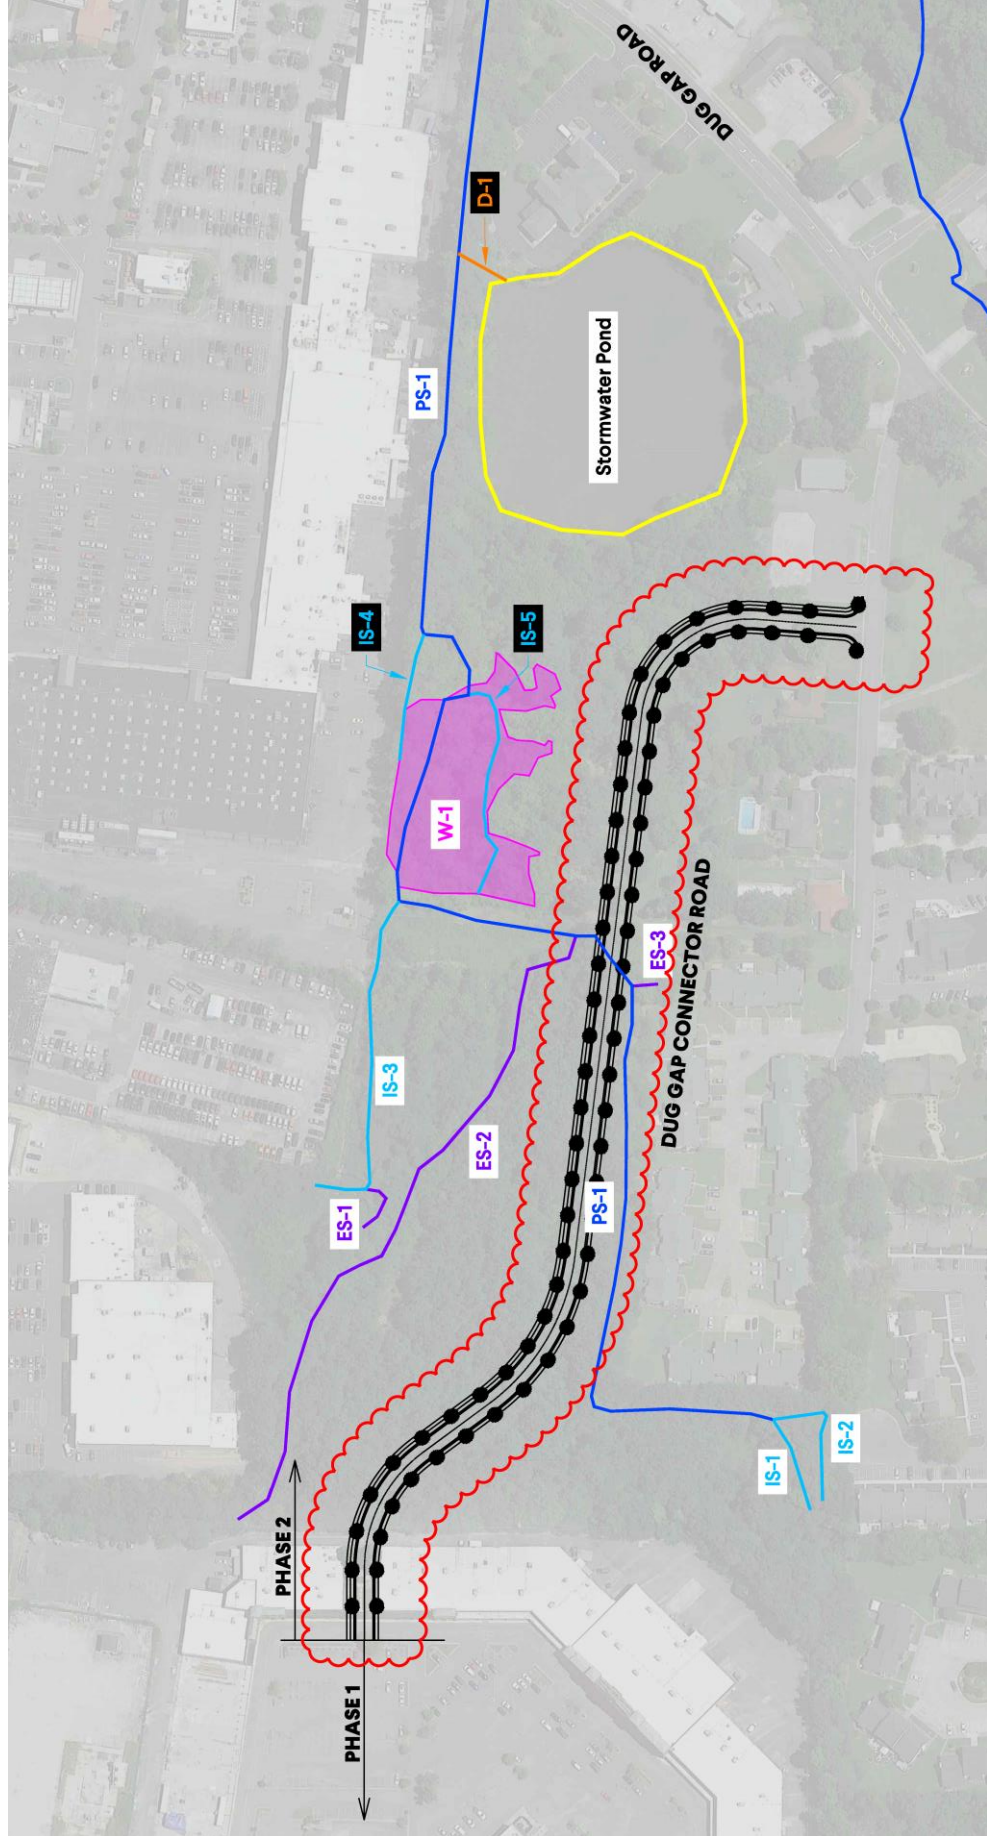 DUG GAP ROAD
D-1
PS-1
Stormwater Pond
IS-4
IS-5
W-1
ES-3
DUG GAP CONNECTOR ROAD
IS-3
ES-2
ES-1
PS-1
IS-1
IS-2
PHASE 2
PHASE 1